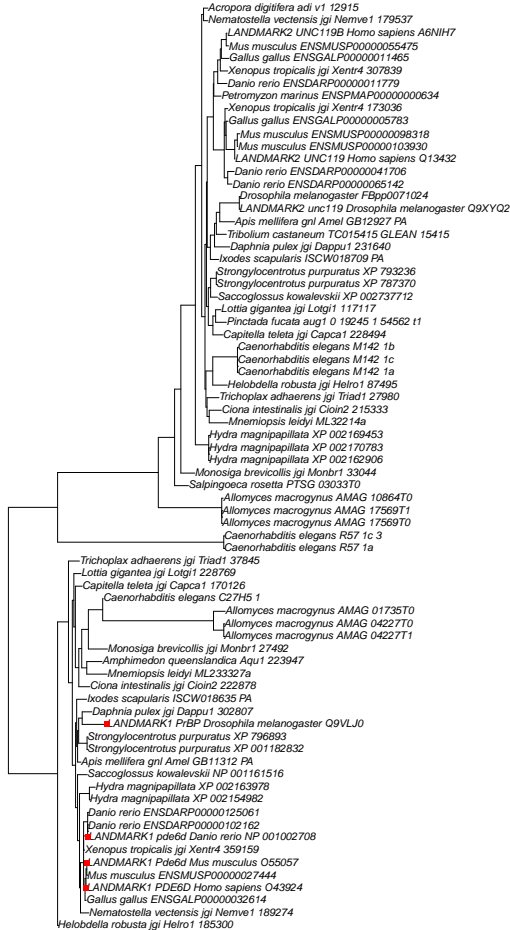 Acropora digitifera adi v1 12915
Nematostella vectensis jgi Nemve1 179537
LANDMARK2 UNC119B Homo sapiens A6NIH7
Mus musculus ENSMUSP00000055475
Gallus gallus ENSGALP00000011465
Xenopus tropicalis jgi Xentr4 307839
Danio rerio ENSDARP00000011779
Petromyzon marinus ENSPMAP00000000634
Xenopus tropicalis jgi Xentr4 173036
Gallus gallus ENSGALP00000005783
Mus musculus ENSMUSP00000098318
Mus musculus ENSMUSP00000103930
LANDMARK2 UNC119 Homo sapiens Q13432
Danio rerio ENSDARP00000041706
Danio rerio ENSDARP00000065142
Drosophila melanogaster FBpp0071024
LANDMARK2 unc119 Drosophila melanogaster Q9XYQ2
Apis mellifera gnl Amel GB12927 PA
Tribolium castaneum TC015415 GLEAN 15415
Daphnia pulex jgi Dappu1 231640
Ixodes scapularis ISCW018709 PA
Strongylocentrotus purpuratus XP 793236
Strongylocentrotus purpuratus XP 787370
Saccoglossus kowalevskii XP 002737712
Lottia gigantea jgi Lotgi1 117117
Pinctada fucata aug1 0 19245 1 54562 t1
Capitella teleta jgi Capca1 228494
Caenorhabditis elegans M142 1b
Caenorhabditis elegans M142 1c
Caenorhabditis elegans M142 1a
Helobdella robusta jgi Helro1 87495
Trichoplax adhaerens jgi Triad1 27980
Ciona intestinalis jgi Cioin2 215333
Mnemiopsis leidyi ML32214a
Hydra magnipapillata XP 002169453
Hydra magnipapillata XP 002170783
Hydra magnipapillata XP 002162906
Monosiga brevicollis jgi Monbr1 33044
Salpingoeca rosetta PTSG 03033T0
Allomyces macrogynus AMAG 10864T0
Allomyces macrogynus AMAG 17569T1
Allomyces macrogynus AMAG 17569T0
Caenorhabditis elegans R57 1c 3
Caenorhabditis elegans R57 1a
Trichoplax adhaerens jgi Triad1 37845
Lottia gigantea jgi Lotgi1 228769
Capitella teleta jgi Capca1 170126
Caenorhabditis elegans C27H5 1
Allomyces macrogynus AMAG 01735T0
Allomyces macrogynus AMAG 04227T0
Allomyces macrogynus AMAG 04227T1
Monosiga brevicollis jgi Monbr1 27492
Amphimedon queenslandica Aqu1 223947
Mnemiopsis leidyi ML233327a
Ciona intestinalis jgi Cioin2 222878
Ixodes scapularis ISCW018635 PA
Daphnia pulex jgi Dappu1 302807
LANDMARK1 PrBP Drosophila melanogaster Q9VLJ0
Strongylocentrotus purpuratus XP 796893
Strongylocentrotus purpuratus XP 001182832
Apis mellifera gnl Amel GB11312 PA
Saccoglossus kowalevskii NP 001161516
Hydra magnipapillata XP 002163978
Hydra magnipapillata XP 002154982
Danio rerio ENSDARP00000125061
Danio rerio ENSDARP00000102162
LANDMARK1 pde6d Danio rerio NP 001002708
Xenopus tropicalis jgi Xentr4 359159
LANDMARK1 Pde6d Mus musculus O55057
Mus musculus ENSMUSP00000027444
LANDMARK1 PDE6D Homo sapiens O43924
Gallus gallus ENSGALP00000032614
Nematostella vectensis jgi Nemve1 189274
Helobdella robusta jgi Helro1 185300